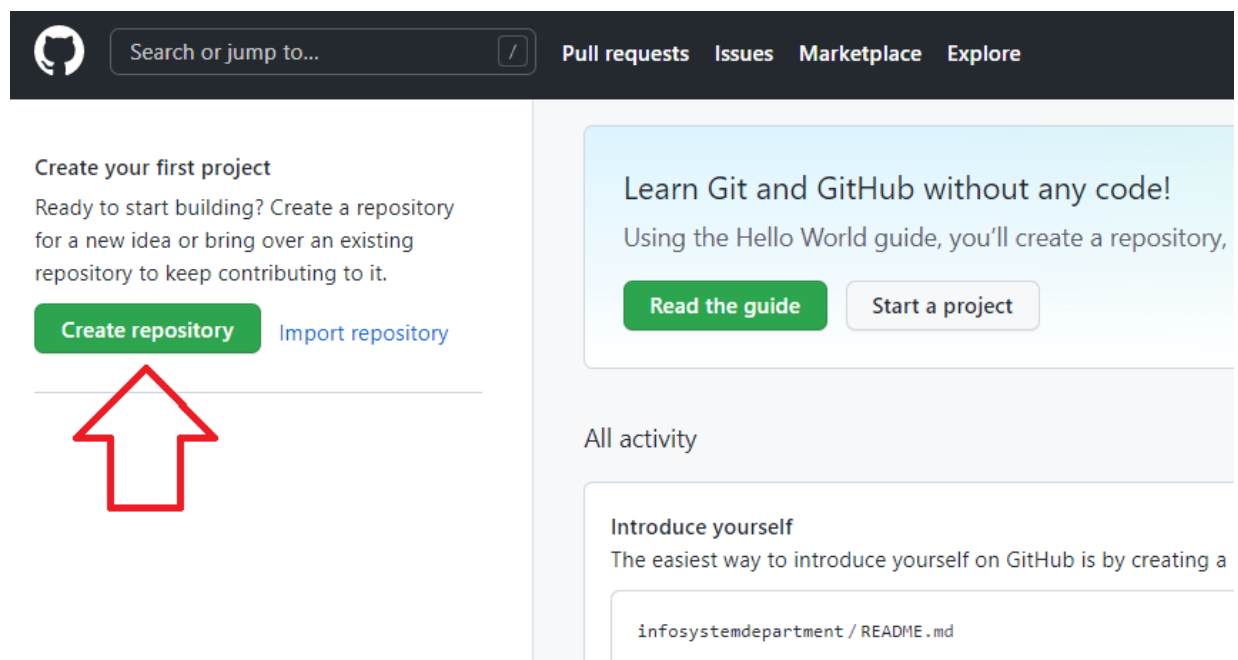 Search or jump to... /
Pull requests Issues Marketplace Explore
Create your first project
Ready to start building? Create a repository
for a new idea or bring over an existing
repository to keep contributing to it.
Create repository Import repository
Learn Git and GitHub without any code!
Using the Hello World guide, you’ll create a repository,
Read the guide Start a project
All activity
Introduce yourself
The easiest way to introduce yourself on GitHub is by creating a
infosystemdepartment / README.md